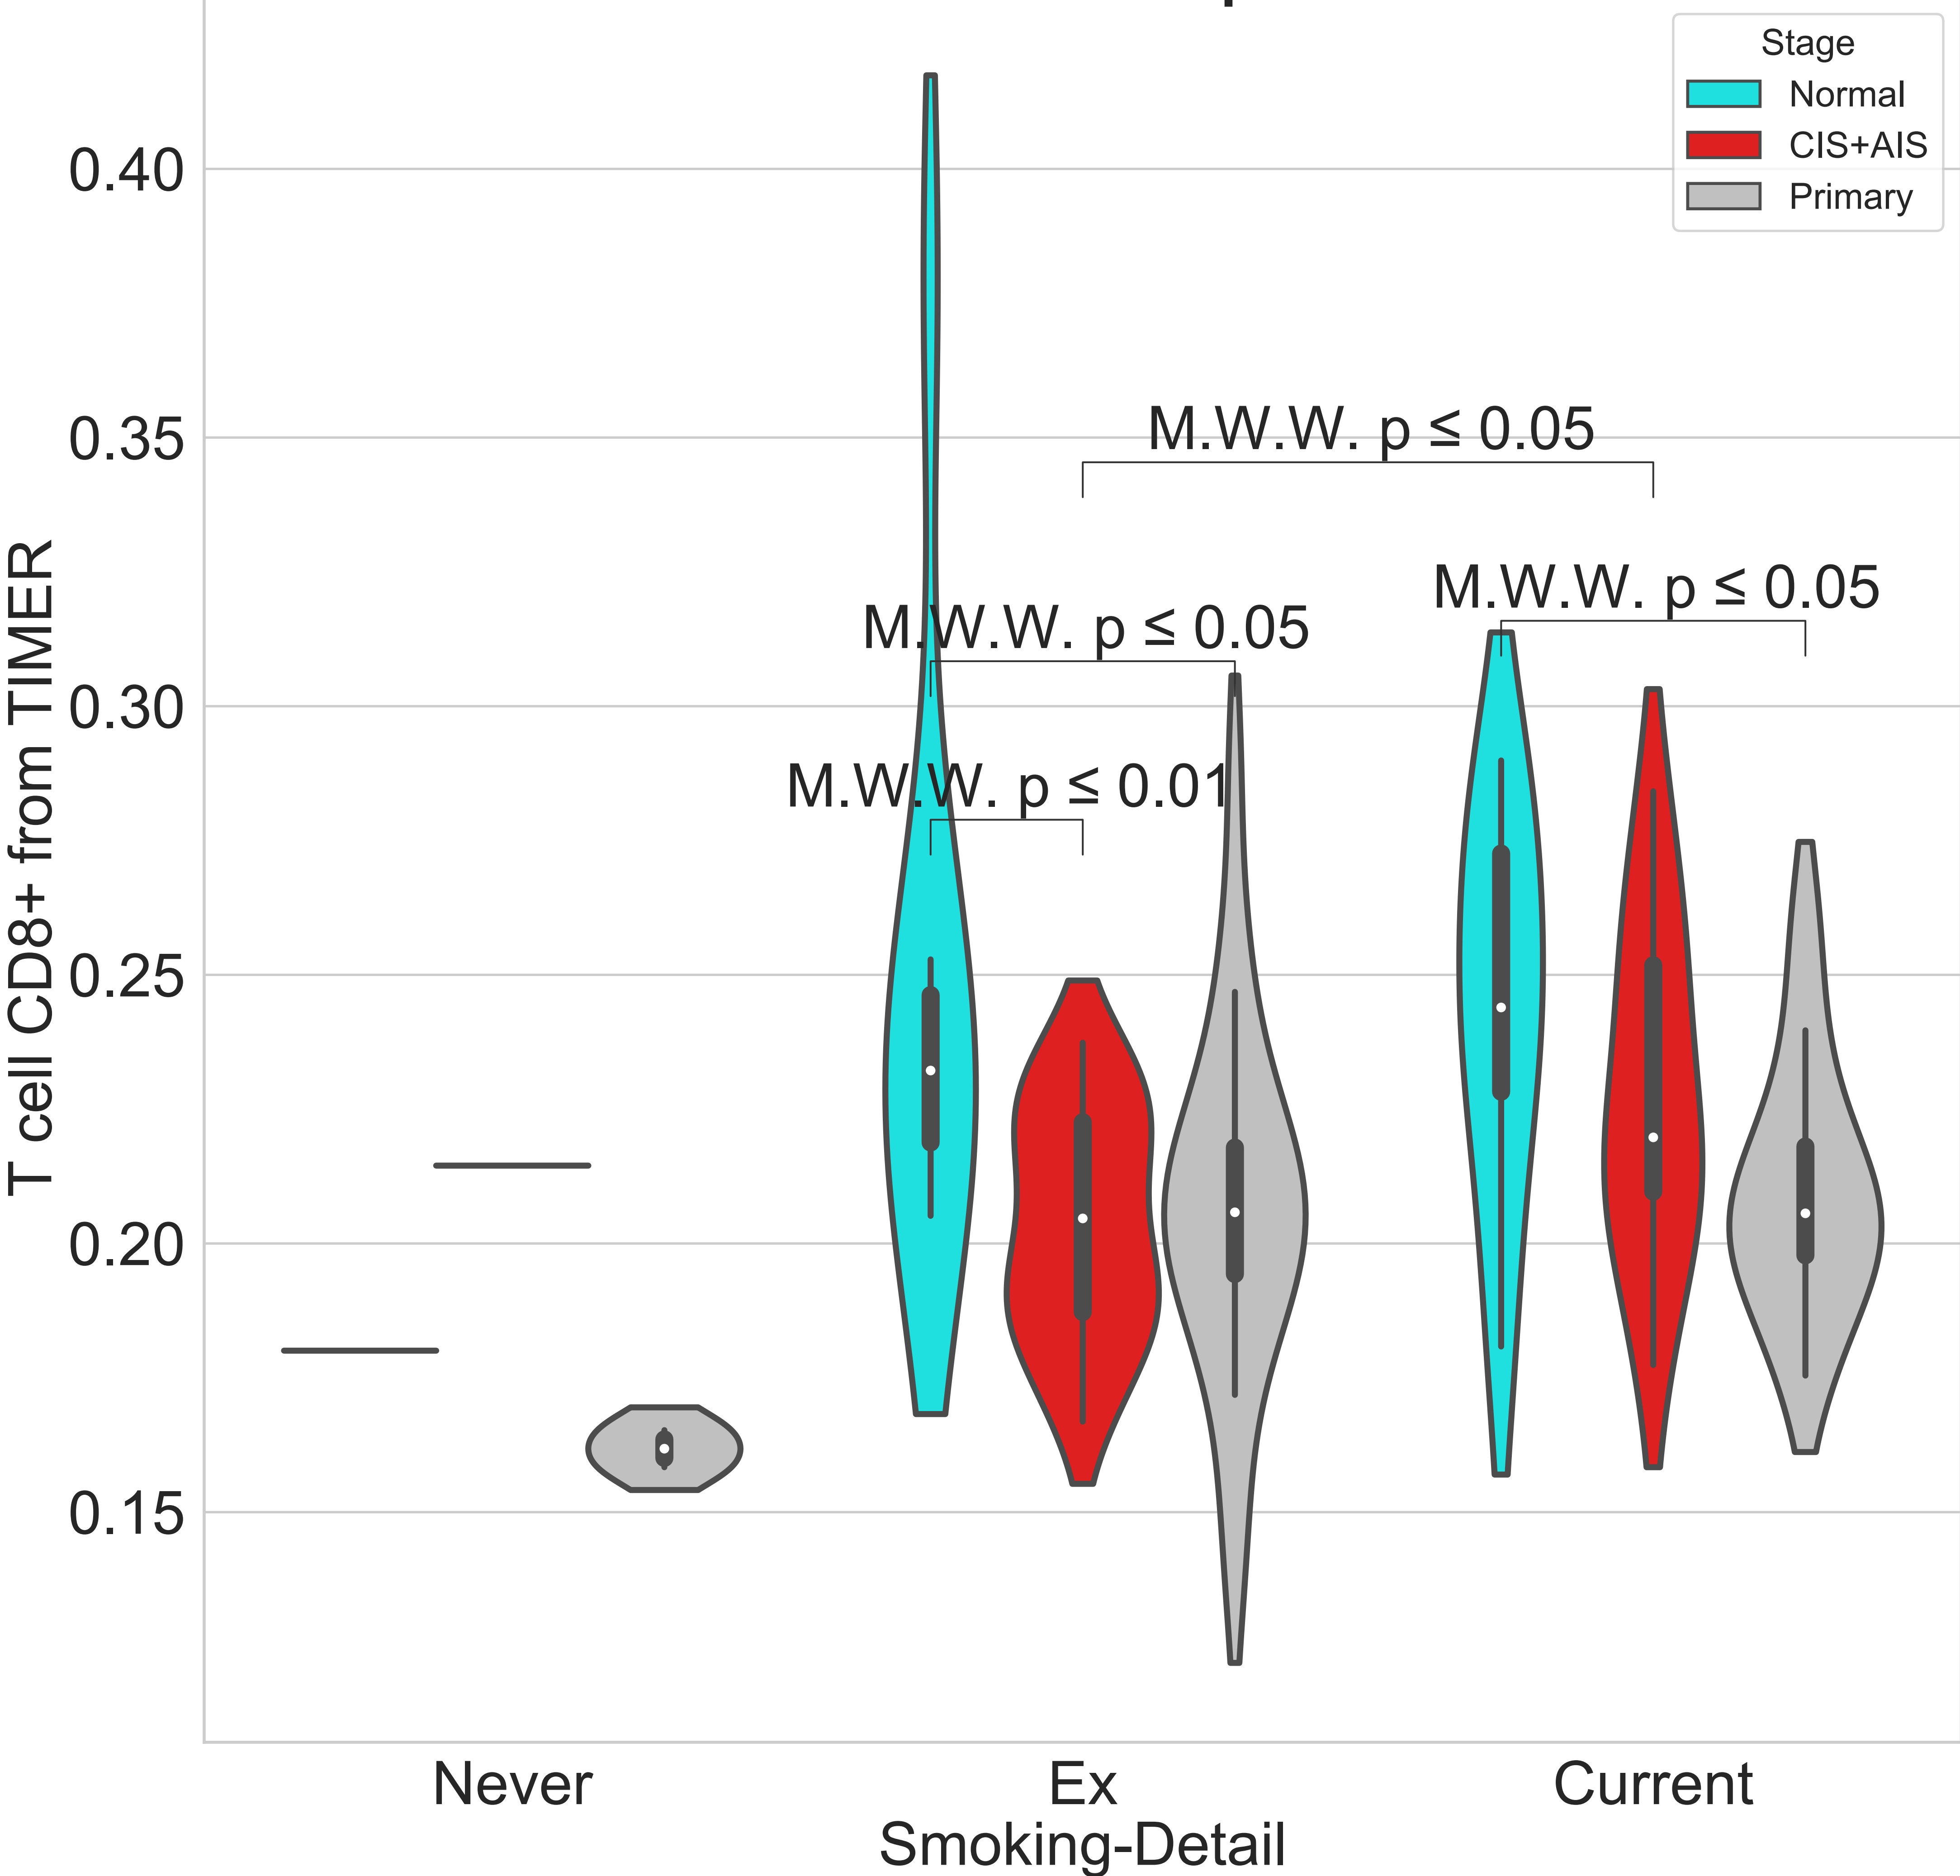 Stage
Normal
CIS+AIS
Primary
T cell CD8+ from TIMER
0.40
0.35
0.30
0.25
0.20
0.15
M.W.W. p ≤ 0.05
M.W.W. p ≤ 0.05
M.W.W. p ≤ 0.05
M.W.W. p ≤ 0.01
Never
Ex
Current
Smoking-Detail